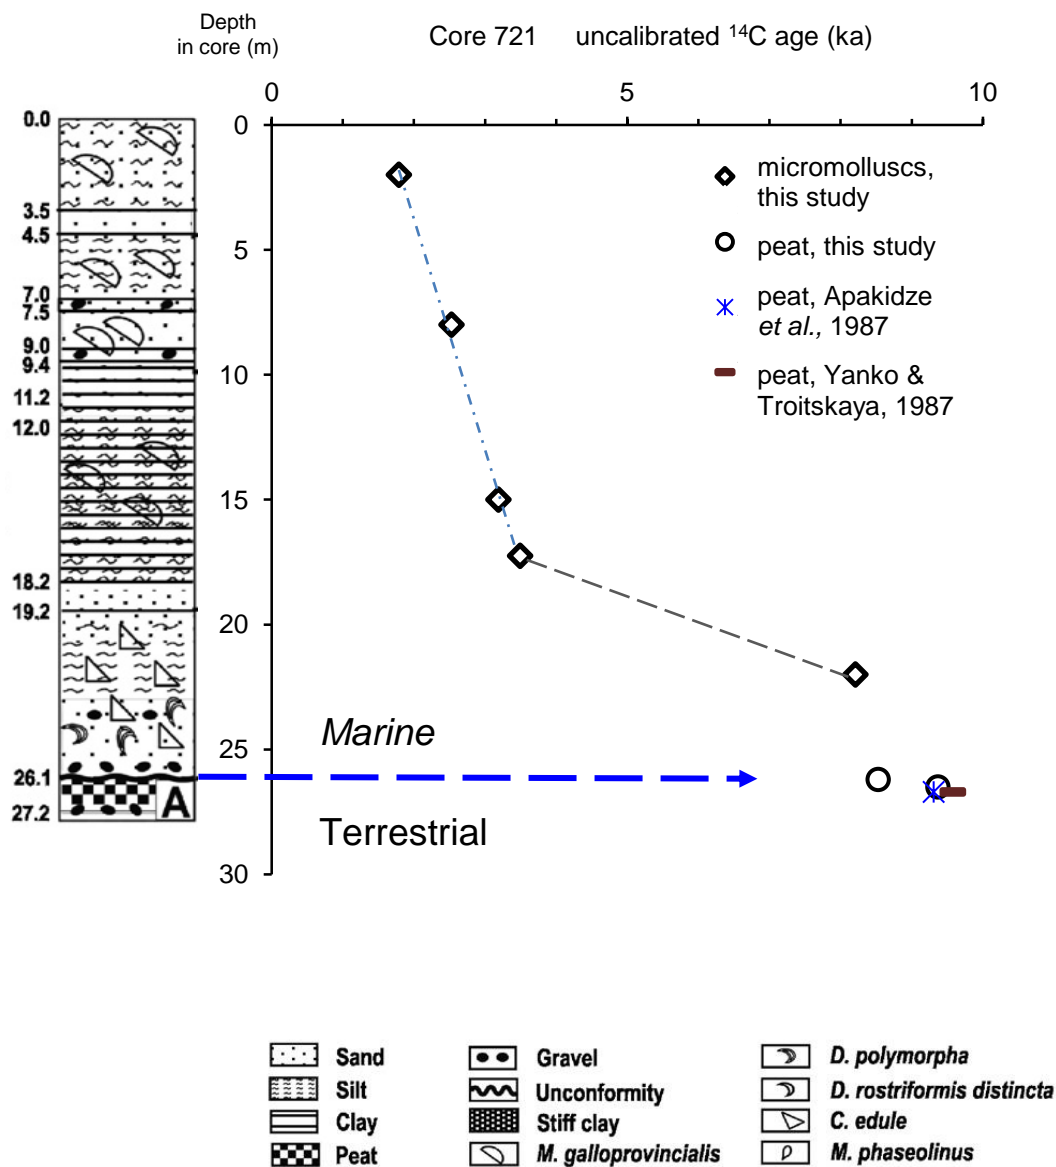 Depth
in core (m)
Core 721 uncalibrated ¹⁴C age (ka)
0 5 10
0.0
3.5
4.5
7.0
7.5
9.0
9.4
11.2
12.0
18.2
19.2
26.1
27.2
A
0
5
10
15
20
25
30
micromolluscs,
this study
peat, this study
peat, Apakidze
et al., 1987
peat, Yanko &
Troitskaya, 1987
Marine
Terrestrial
Sand
Silt
Clay
Peat
Gravel
Unconformity
Stiff clay
M. galloprovincialis
D. polymorpha
D. rostriformis distincta
C. edule
M. phaseolinus